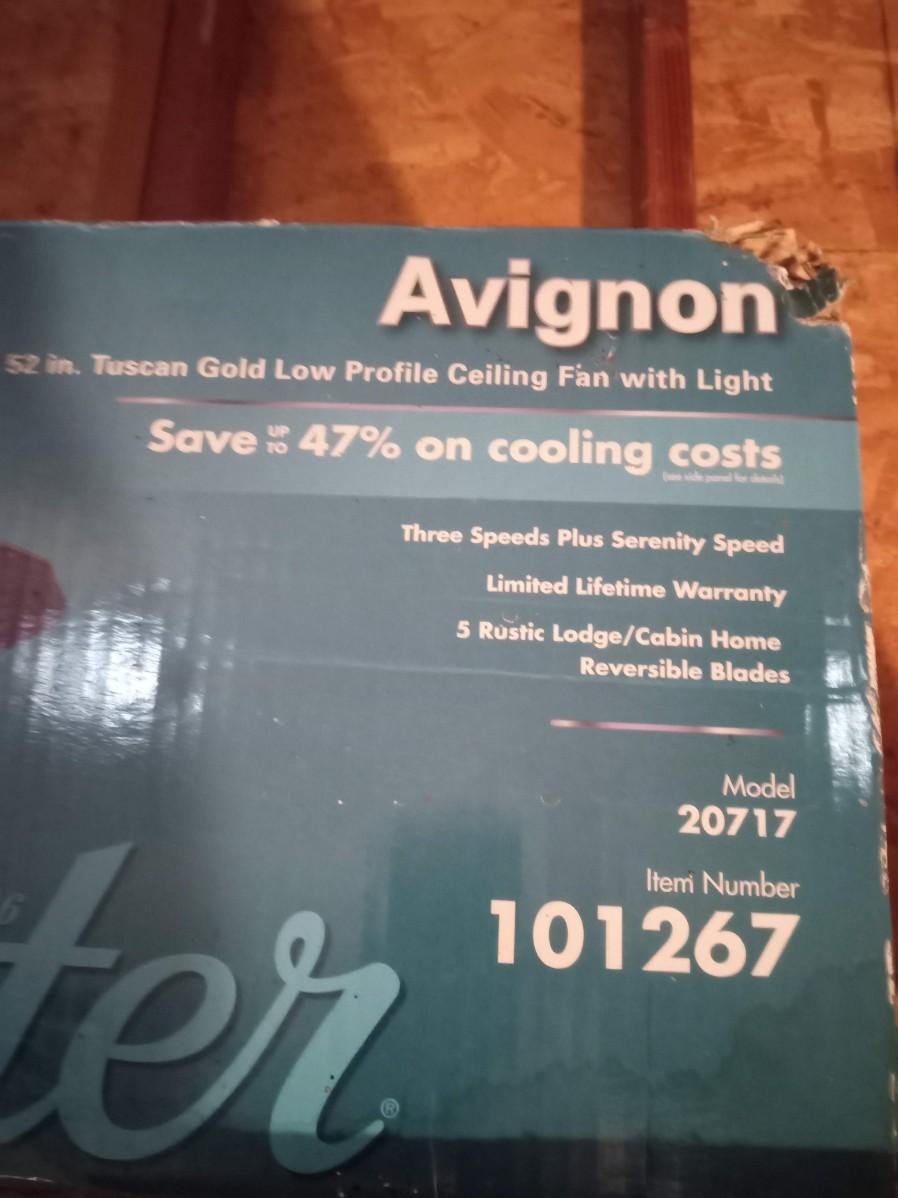 Avignon
52 in. Tuscan Gold Low Profile Ceiling Fan with Light
Save UP TO 47% on cooling costs
(see side panel for details)
Three Speeds Plus Serenity Speed
Limited Lifetime Warranty
5 Rustic Lodge/Cabin Home
Reversible Blades
Model
20717
Item Number
101267
6
ter®